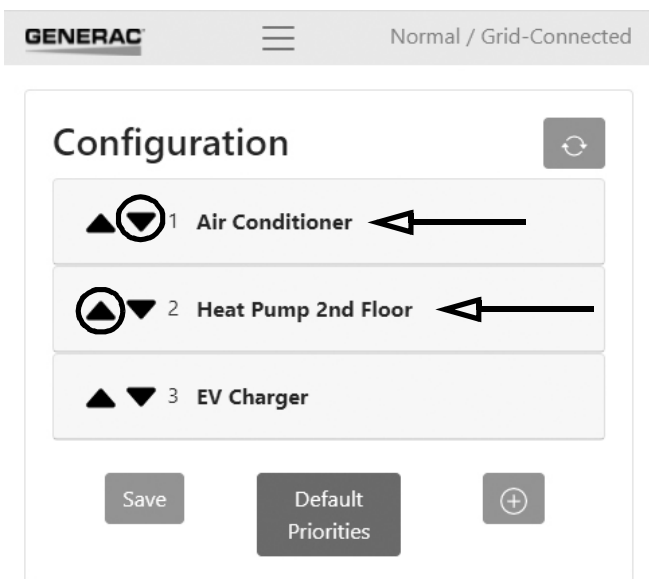 GENERAC
Normal / Grid-Connected
Configuration
1 Air Conditioner
2 Heat Pump 2nd Floor
3 EV Charger
Save
Default
Priorities